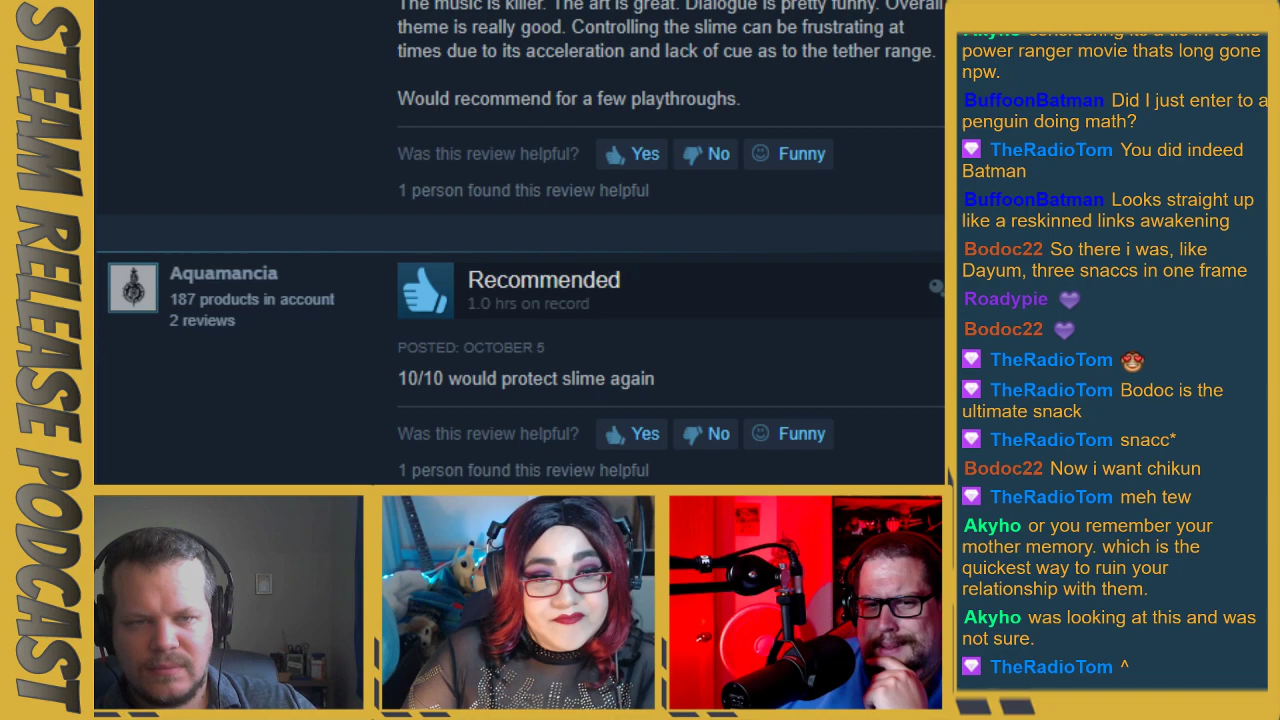 STEAM RELEASE PODCAST
The music is killer. The art is great. Dialogue is pretty funny. Overall
theme is really good. Controlling the slime can be frustrating at
times due to its acceleration and lack of cue as to the tether range.
Would recommend for a few playthroughs.
Was this review helpful? Yes No Funny
1 person found this review helpful
Aquamancia
187 products in account
2 reviews
Recommended
1.0 hrs on record
POSTED: OCTOBER 5
10/10 would protect slime again
Was this review helpful? Yes No Funny
1 person found this review helpful
Akyho considering its a tie in to the
power ranger movie thats long gone
npw.
BuffoonBatman Did I just enter to a
penguin doing math?
TheRadioTom You did indeed
Batman
BuffoonBatman Looks straight up
like a reskinned links awakening
Bodoc22 So there i was, like
Dayum, three snaccs in one frame
Roadypie
Bodoc22
TheRadioTom
TheRadioTom Bodoc is the
ultimate snack
TheRadioTom snacc*
Bodoc22 Now i want chikun
TheRadioTom meh tew
Akyho or you remember your
mother memory. which is the
quickest way to ruin your
relationship with them.
Akyho was looking at this and was
not sure.
TheRadioTom ^